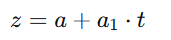 z = a + a₁ · t